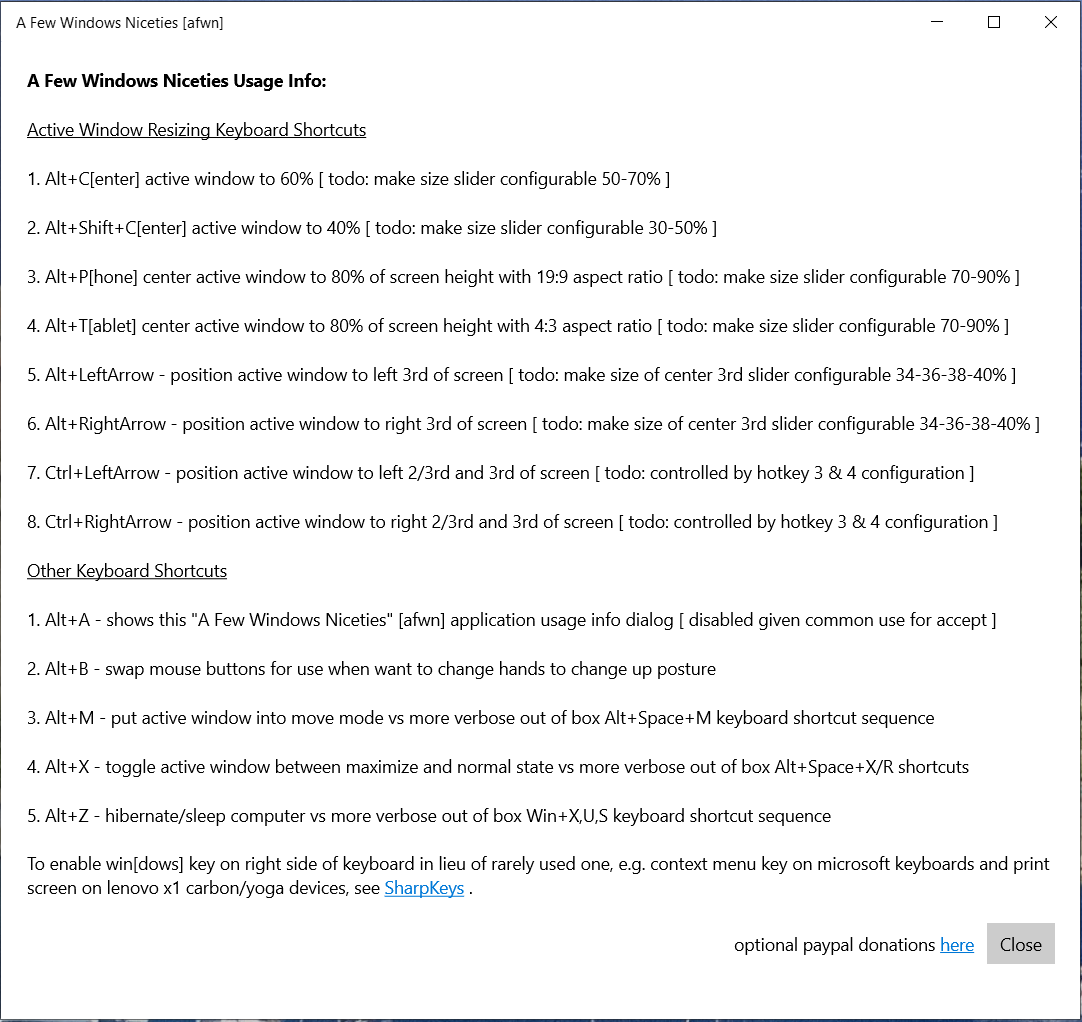 A Few Windows Niceties [afwn]
A Few Windows Niceties Usage Info:
Active Window Resizing Keyboard Shortcuts
1. Alt+C[enter] active window to 60% [ todo: make size slider configurable 50-70% ]
2. Alt+Shift+C[enter] active window to 40% [ todo: make size slider configurable 30-50% ]
3. Alt+P[hone] center active window to 80% of screen height with 19:9 aspect ratio [ todo: make size slider configurable 70-90% ]
4. Alt+T[ablet] center active window to 80% of screen height with 4:3 aspect ratio [ todo: make size slider configurable 70-90% ]
5. Alt+LeftArrow - position active window to left 3rd of screen [ todo: make size of center 3rd slider configurable 34-36-38-40% ]
6. Alt+RightArrow - position active window to right 3rd of screen [ todo: make size of center 3rd slider configurable 34-36-38-40% ]
7. Ctrl+LeftArrow - position active window to left 2/3rd and 3rd of screen [ todo: controlled by hotkey 3 & 4 configuration ]
8. Ctrl+RightArrow - position active window to right 2/3rd and 3rd of screen [ todo: controlled by hotkey 3 & 4 configuration ]
Other Keyboard Shortcuts
1. Alt+A - shows this "A Few Windows Niceties" [afwn] application usage info dialog [ disabled given common use for accept ]
2. Alt+B - swap mouse buttons for use when want to change hands to change up posture
3. Alt+M - put active window into move mode vs more verbose out of box Alt+Space+M keyboard shortcut sequence
4. Alt+X - toggle active window between maximize and normal state vs more verbose out of box Alt+Space+X/R shortcuts
5. Alt+Z - hibernate/sleep computer vs more verbose out of box Win+X,U,S keyboard shortcut sequence
To enable win[dows] key on right side of keyboard in lieu of rarely used one, e.g. context menu key on microsoft keyboards and print
screen on lenovo x1 carbon/yoga devices, see SharpKeys .
optional paypal donations here Close